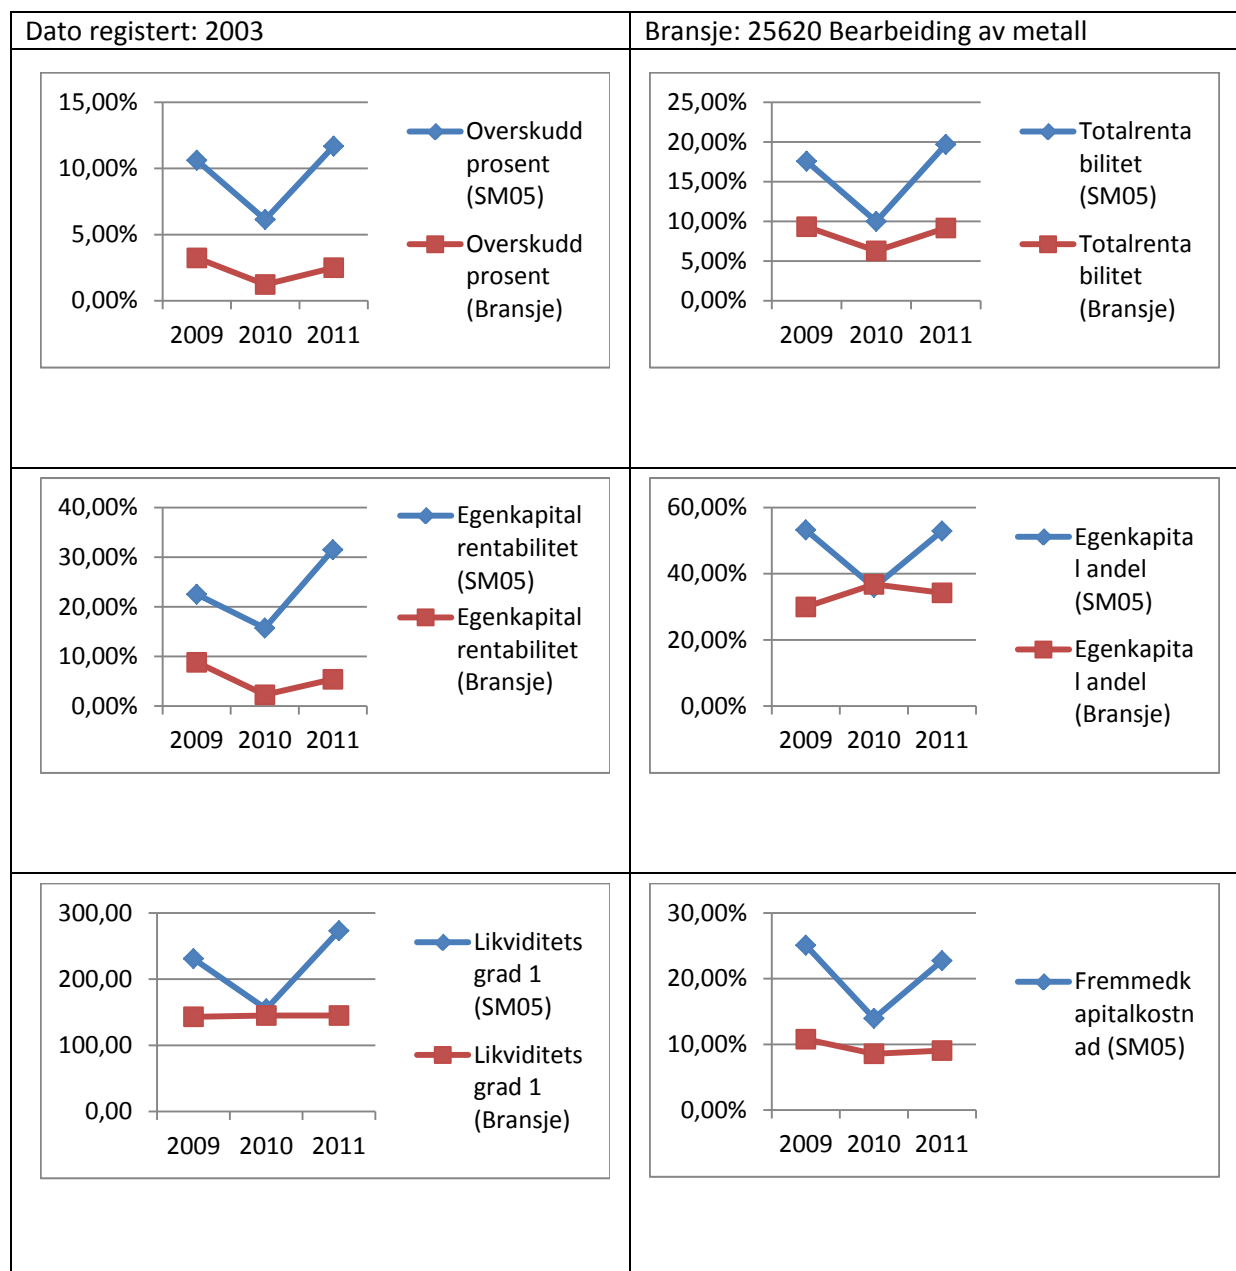 Dato registert: 2003
Bransje: 25620 Bearbeiding av metall
15,00%
10,00%
5,00%
0,00%
2009 2010 2011
Overskudd
prosent
(SM05)
Overskudd
prosent
(Bransje)
25,00%
20,00%
15,00%
10,00%
5,00%
0,00%
2009 2010 2011
Totalrenta
bilitet
(SM05)
Totalrenta
bilitet
(Bransje)
40,00%
30,00%
20,00%
10,00%
0,00%
2009 2010 2011
Egenkapital
rentabilitet
(SM05)
Egenkapital
rentabilitet
(Bransje)
60,00%
40,00%
20,00%
0,00%
2009 2010 2011
Egenkapita
l andel
(SM05)
Egenkapita
l andel
(Bransje)
300,00
200,00
100,00
0,00
2009 2010 2011
Likviditets
grad 1
(SM05)
Likviditets
grad 1
(Bransje)
30,00%
20,00%
10,00%
0,00%
2009 2010 2011
Fremmedk
apitalkostn
ad (SM05)